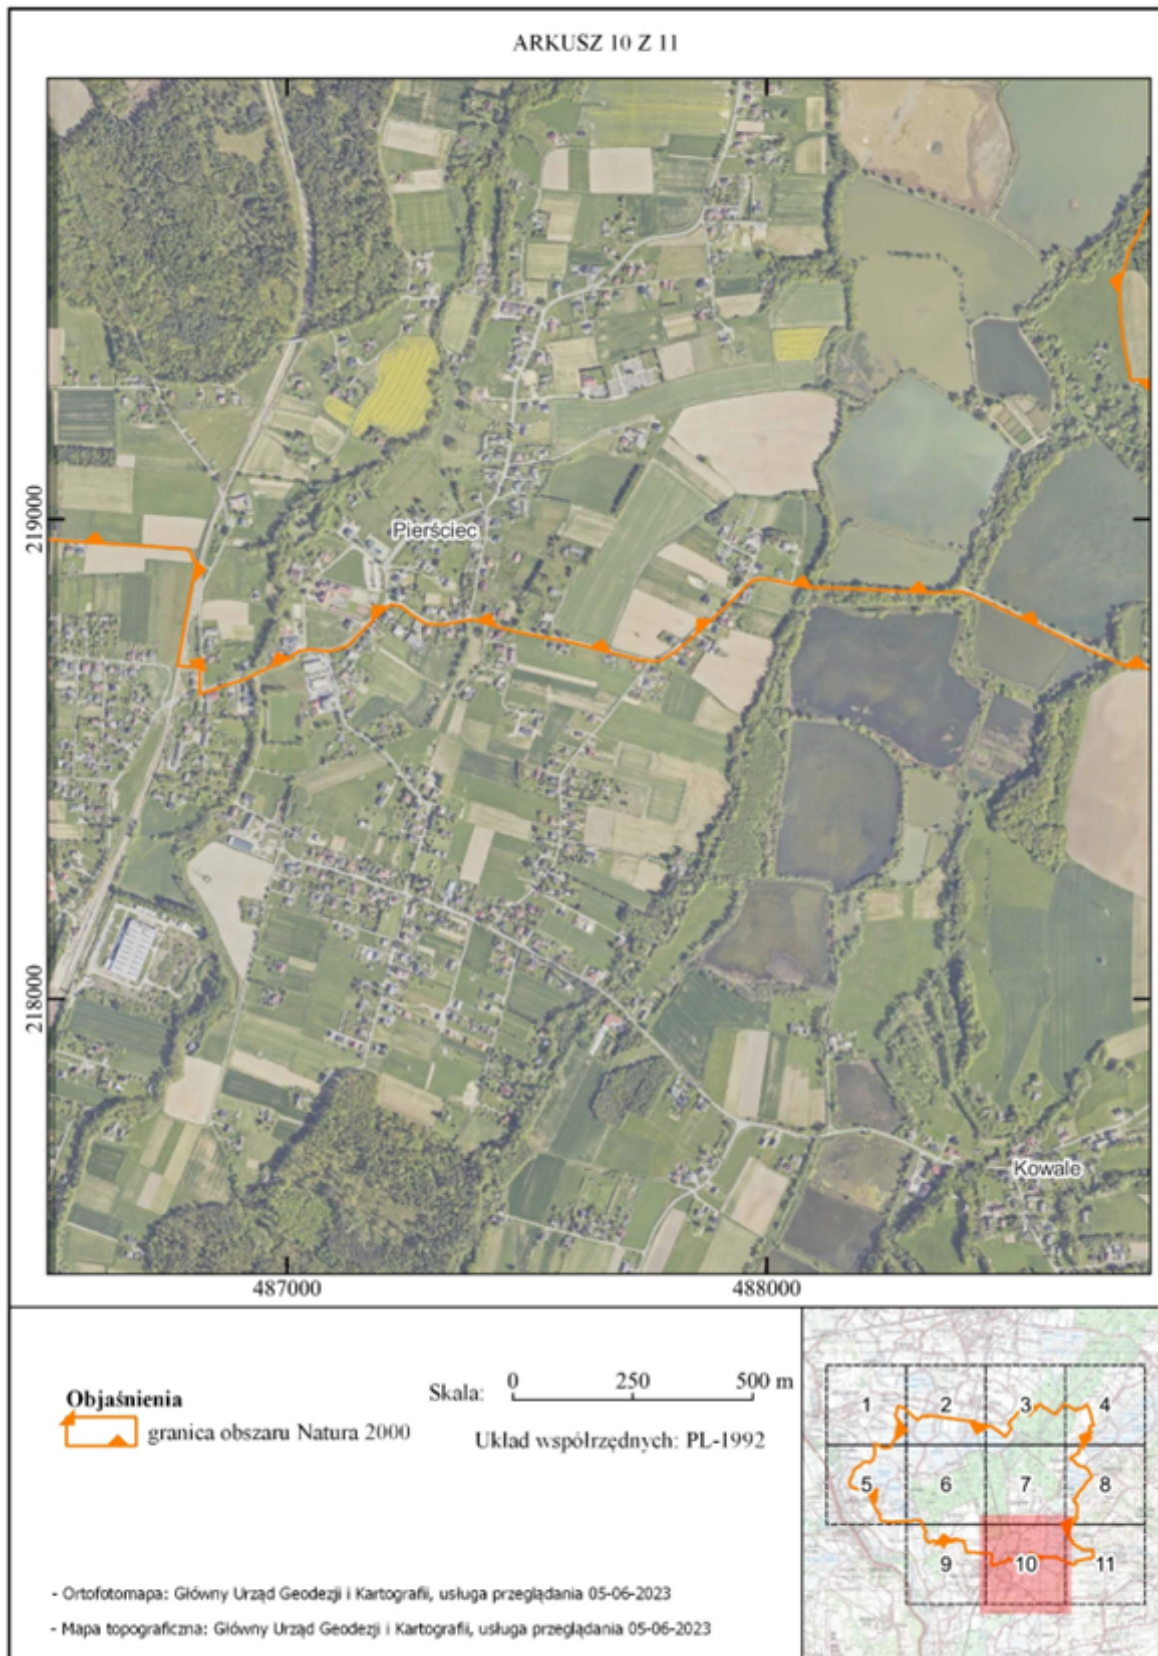 ARKUSZ 10 Z 11
Pierściec
219000
218000
Kowale
487000
488000
Objaśnienia
granica obszaru Natura 2000
Skala:
0 250 500 m
Układ współrzędnych: PL-1992
1 2 3 4
5 6 7 8
9 10 11
- Ortofotomapa: Główny Urząd Geodezji i Kartografii, usługa przeglądania 05-06-2023
- Mapa topograficzna: Główny Urząd Geodezji i Kartografii, usługa przeglądania 05-06-2023